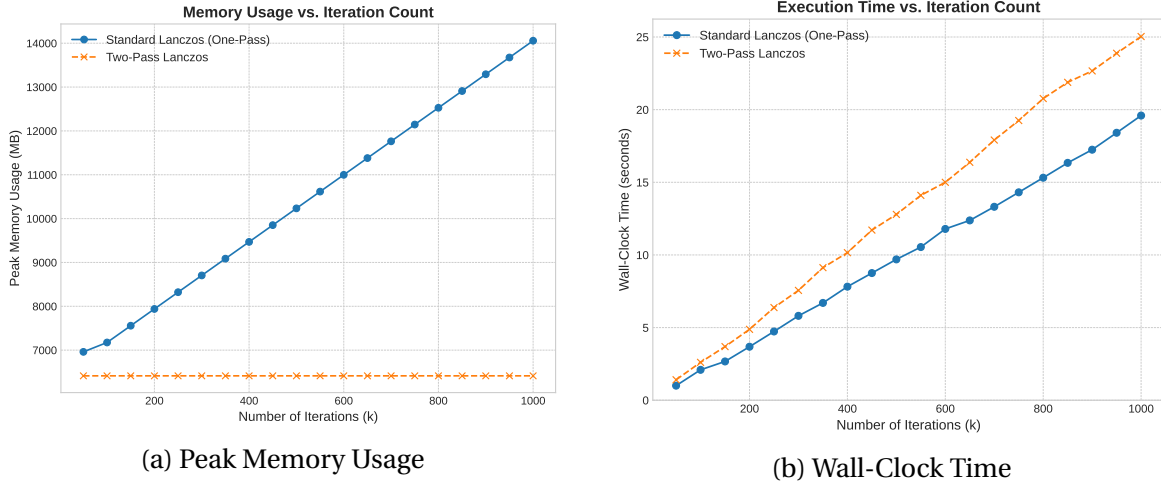 Memory Usage vs. Iteration Count
Standard Lanczos (One-Pass)
Two-Pass Lanczos
Peak Memory Usage (MB)
14000
13000
12000
11000
10000
9000
8000
7000
200 400 600 800 1000
Number of Iterations (k)
(a) Peak Memory Usage
Execution Time vs. Iteration Count
Standard Lanczos (One-Pass)
Two-Pass Lanczos
Wall-Clock Time (seconds)
25
20
15
10
5
0
200 400 600 800 1000
Number of Iterations (k)
(b) Wall-Clock Time